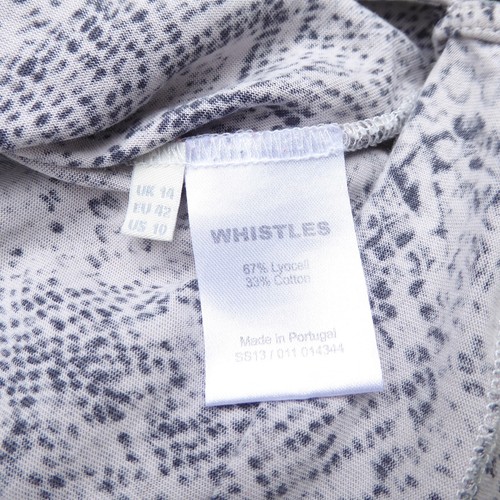 UK 14
EU 42
US 10
WHISTLES
67% Lyocell
33% Cotton
Made in Portugal
SS13 / 011 014344